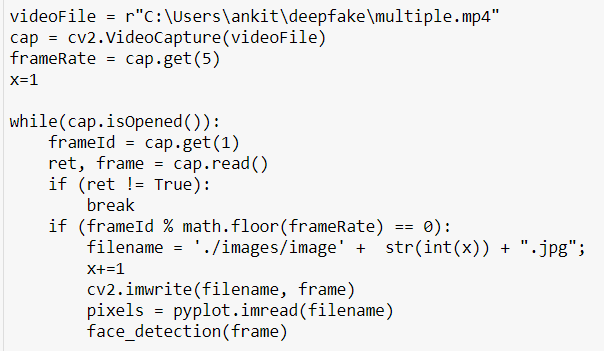 videoFile = r"C:\Users\ankit\deepfake\multiple.mp4"
cap = cv2.VideoCapture(videoFile)
frameRate = cap.get(5)
x=1
while(cap.isOpened()):
    frameId = cap.get(1)
    ret, frame = cap.read()
    if (ret != True):
        break
    if (frameId % math.floor(frameRate) == 0):
        filename = './images/image' +  str(int(x)) + ".jpg";
        x+=1
        cv2.imwrite(filename, frame)
        pixels = pyplot.imread(filename)
        face_detection(frame)